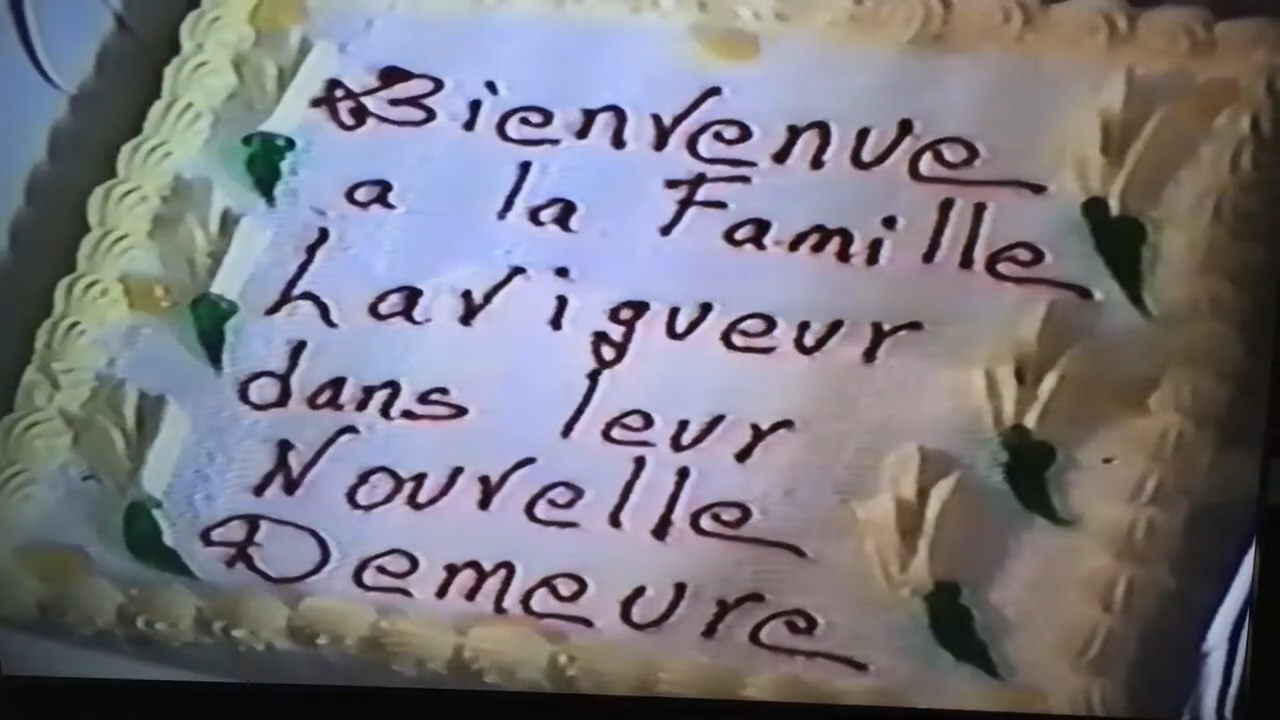 Bienvenue
a la Famille
Lavigueur
dans leur
Nouvelle
Demeure